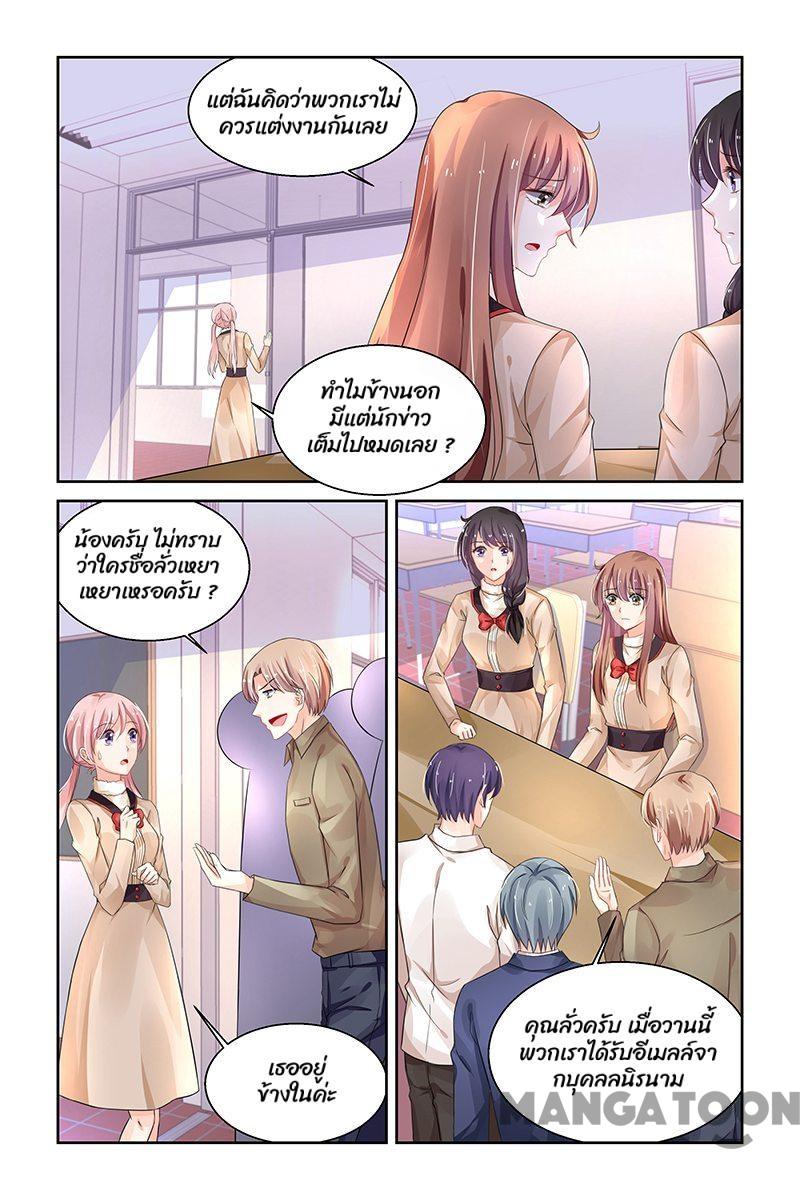 แต่ฉันคิดว่าพวกเราไม่
ควรแต่งงานกันเลย
ทำไมข้างนอก
มีแต่นักข่าว
เต็มไปหมดเลย ?
น้องครับ ไม่ทราบ
ว่าใครชื่อลั่วเหยา
เหยาเหรอครับ ?
เธออยู่
ข้างในค่ะ
คุณลั่วครับ เมื่อวานนี้
พวกเราได้รับอีเมลล์จา
กบุคลลนิรนาม
MANGATOON